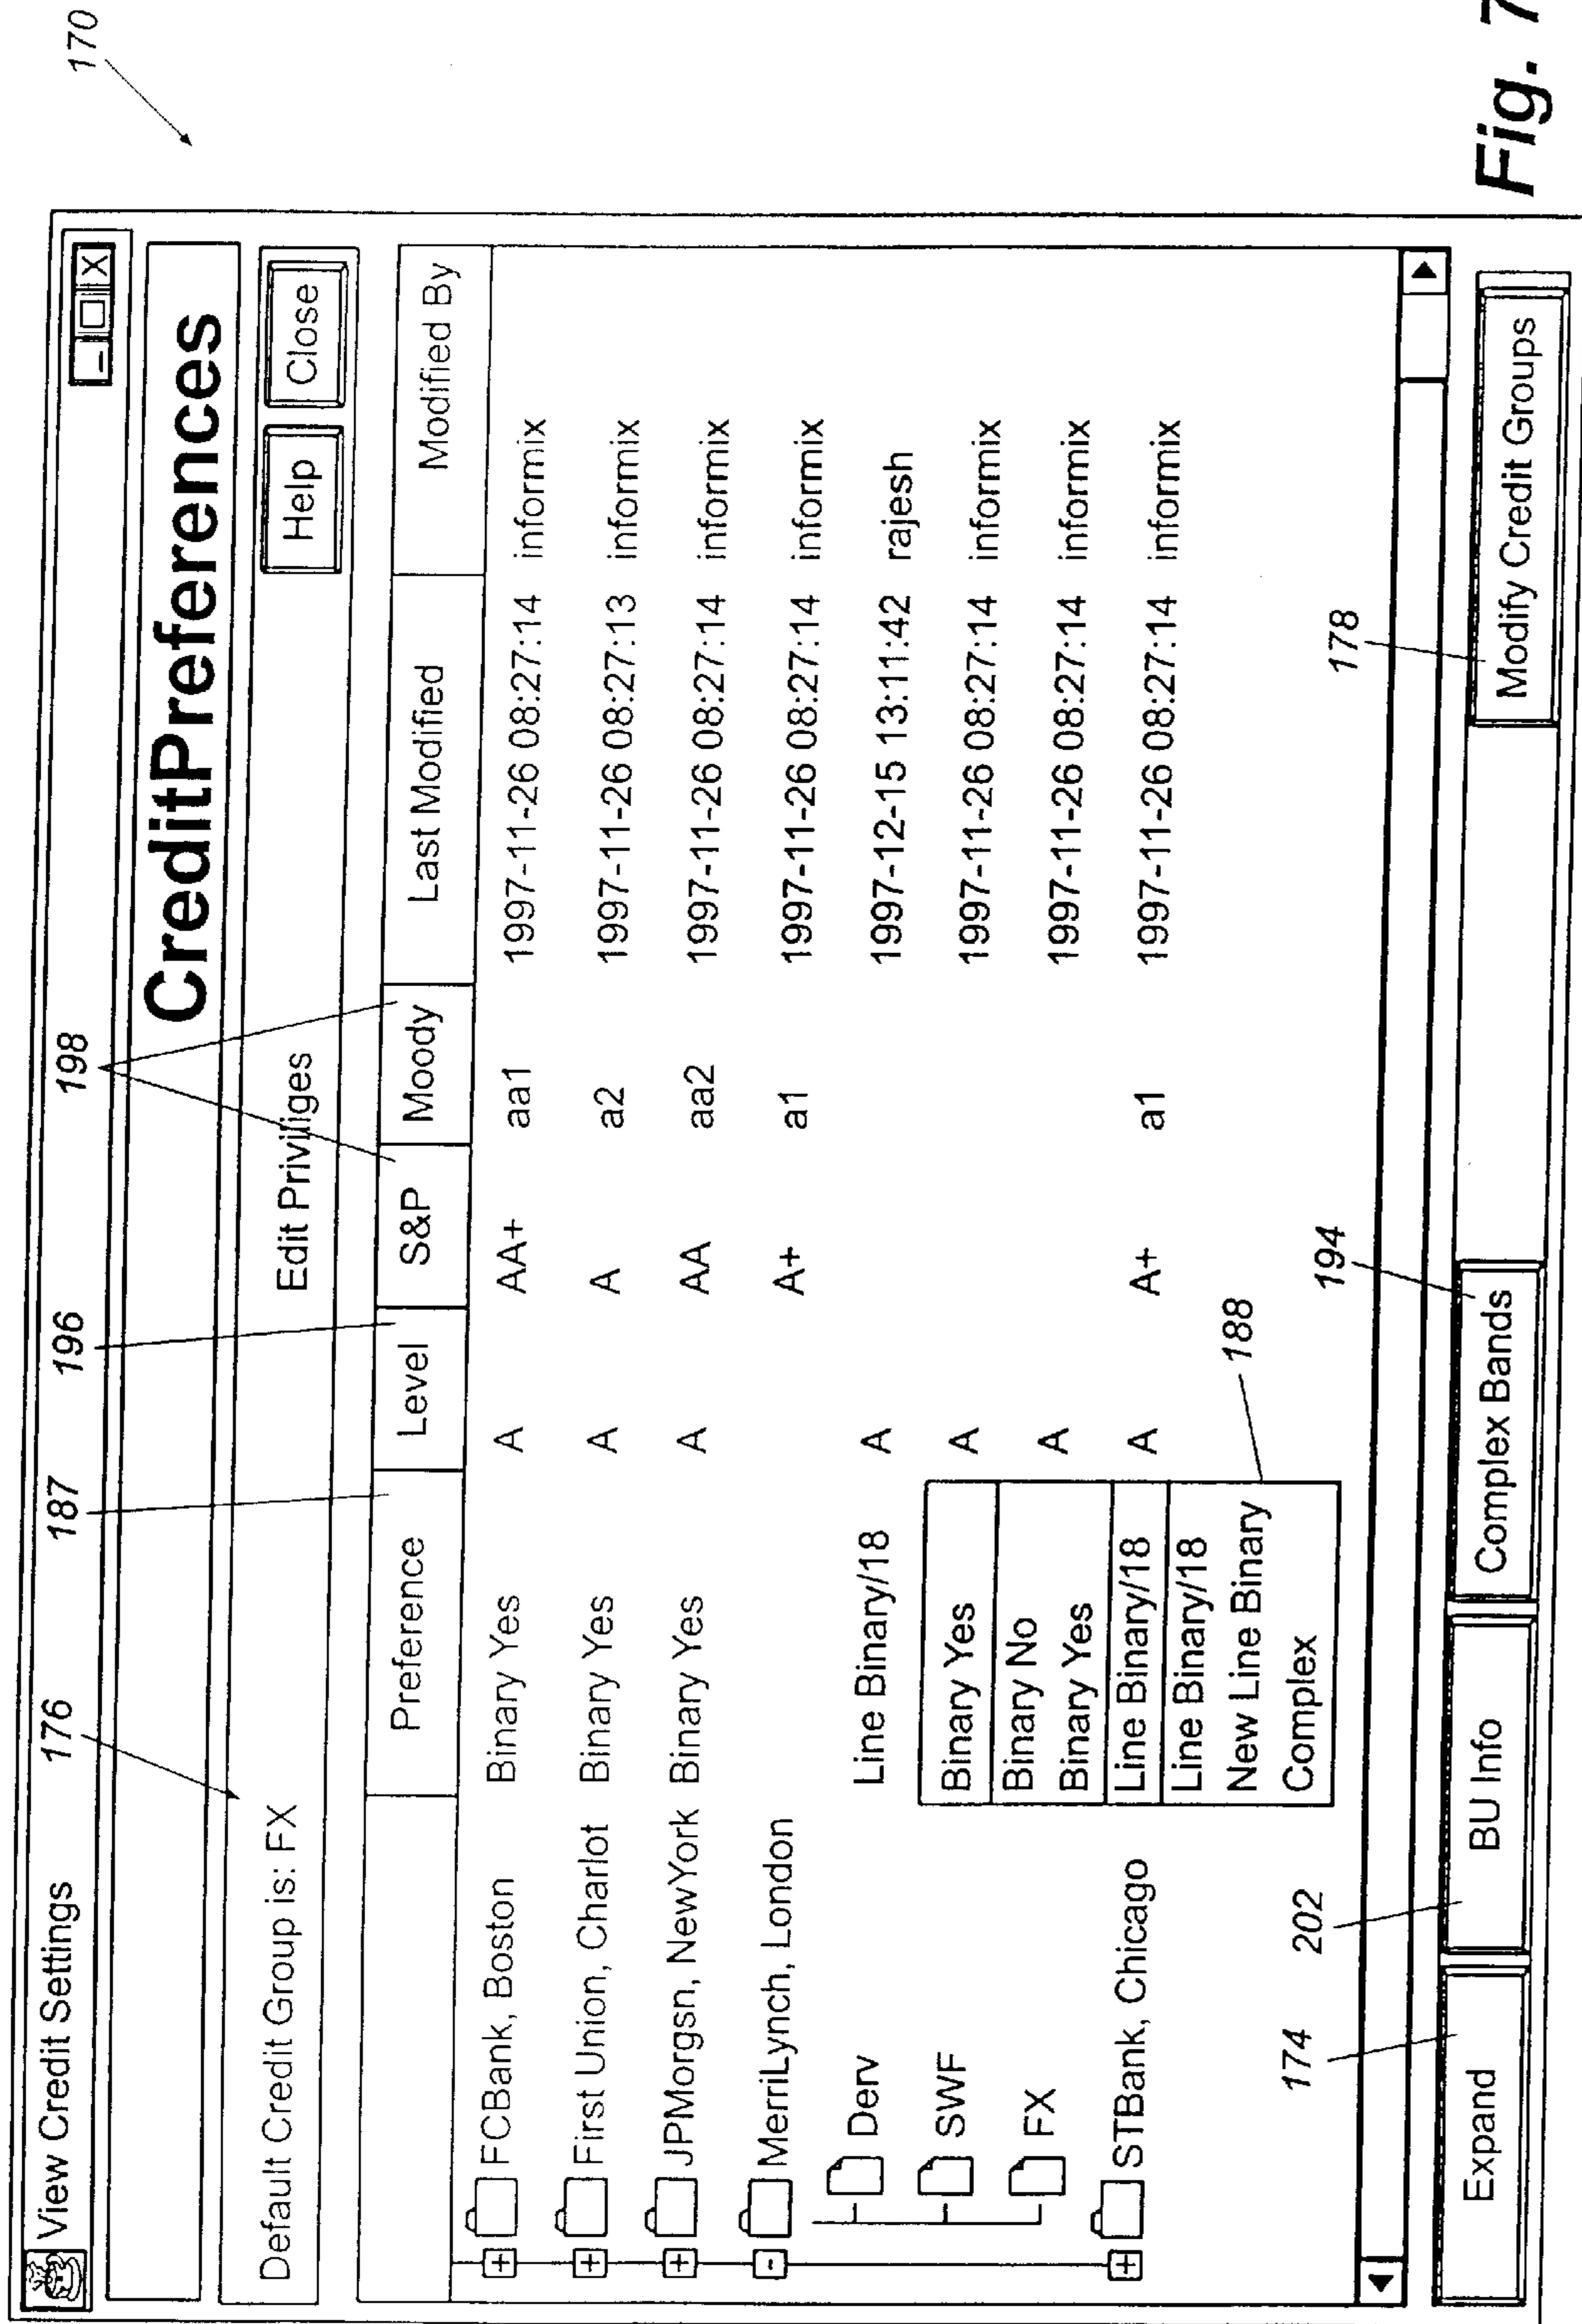 170
View Credit Settings
176
187
196
198
CreditPreferences
Default Credit Group is: FX
Edit Priviliges
Help
Close
Preference
Level
S&P
Moody
Last Modified
Modified By
FCBank, Boston Binary Yes A AA+ aa1 1997-11-26 08:27:14 informix
First Union, Charlot Binary Yes A A a2 1997-11-26 08:27:13 informix
JPMorgsn, NewYork Binary Yes A AA aa2 1997-11-26 08:27:14 informix
MerriLynch, London A+ a1 1997-11-26 08:27:14 informix
Derv Line Binary/18 A 1997-12-15 13:11:42 rajesh
SWF Binary Yes A 1997-11-26 08:27:14 informix
Binary No
FX Binary Yes A 1997-11-26 08:27:14 informix
STBank, Chicago Line Binary/18 A A+ a1 1997-11-26 08:27:14 informix
Line Binary/18
New Line Binary
Complex
188
174
202
194
178
Expand
BU Info
Complex Bands
Modify Credit Groups
Fig. 7